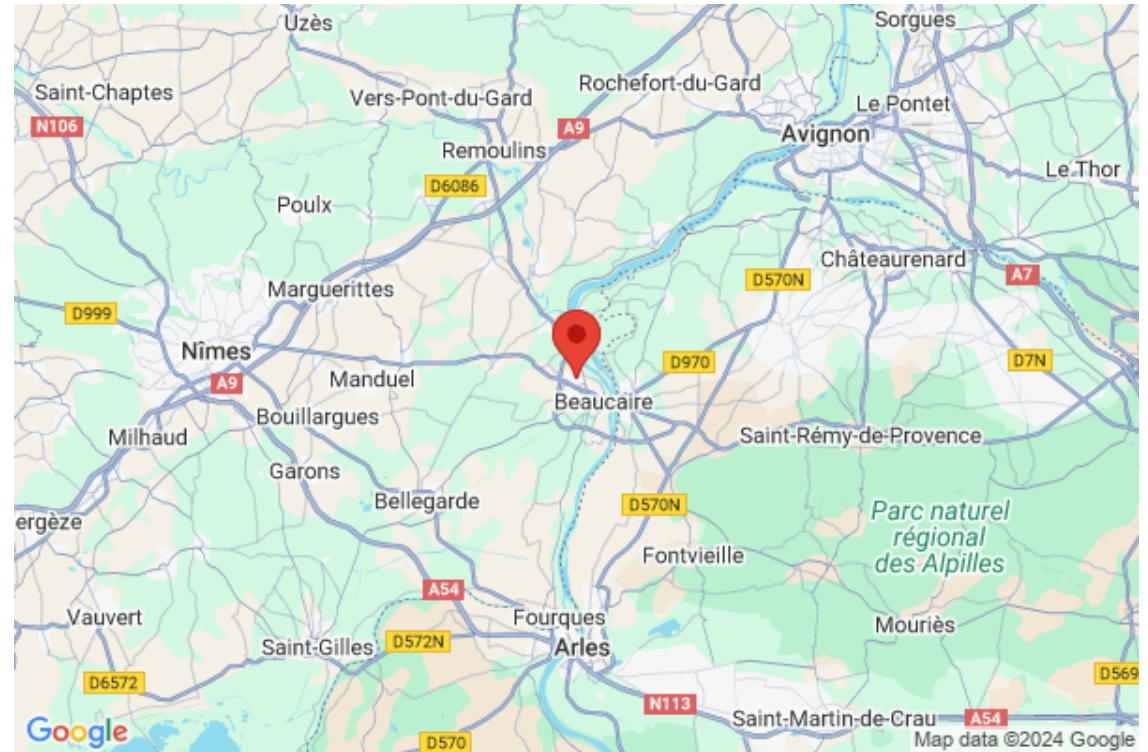 Uzès
Sorgues
Saint-Chaptes
Vers-Pont-du-Gard
Rochefort-du-Gard
Le Pontet
N106
A9
Avignon
Remoulins
Le Thor
D6086
Poulx
Châteaurenard
A7
Marguerittes
D570N
D999
Nîmes
Manduel
D970
D7N
A9
Beaucaire
Bouillargues
Milhaud
Saint-Rémy-de-Provence
Garons
Bellegarde
D570N
Parc naturel
régional
des Alpilles
ergèze
Fontvieille
A54
Vauvert
Fourques
Mouriès
Saint-Gilles
D572N
Arles
D6572
D569
N113
Saint-Martin-de-Crau
A54
Google
D570
Map data ©2024 Google